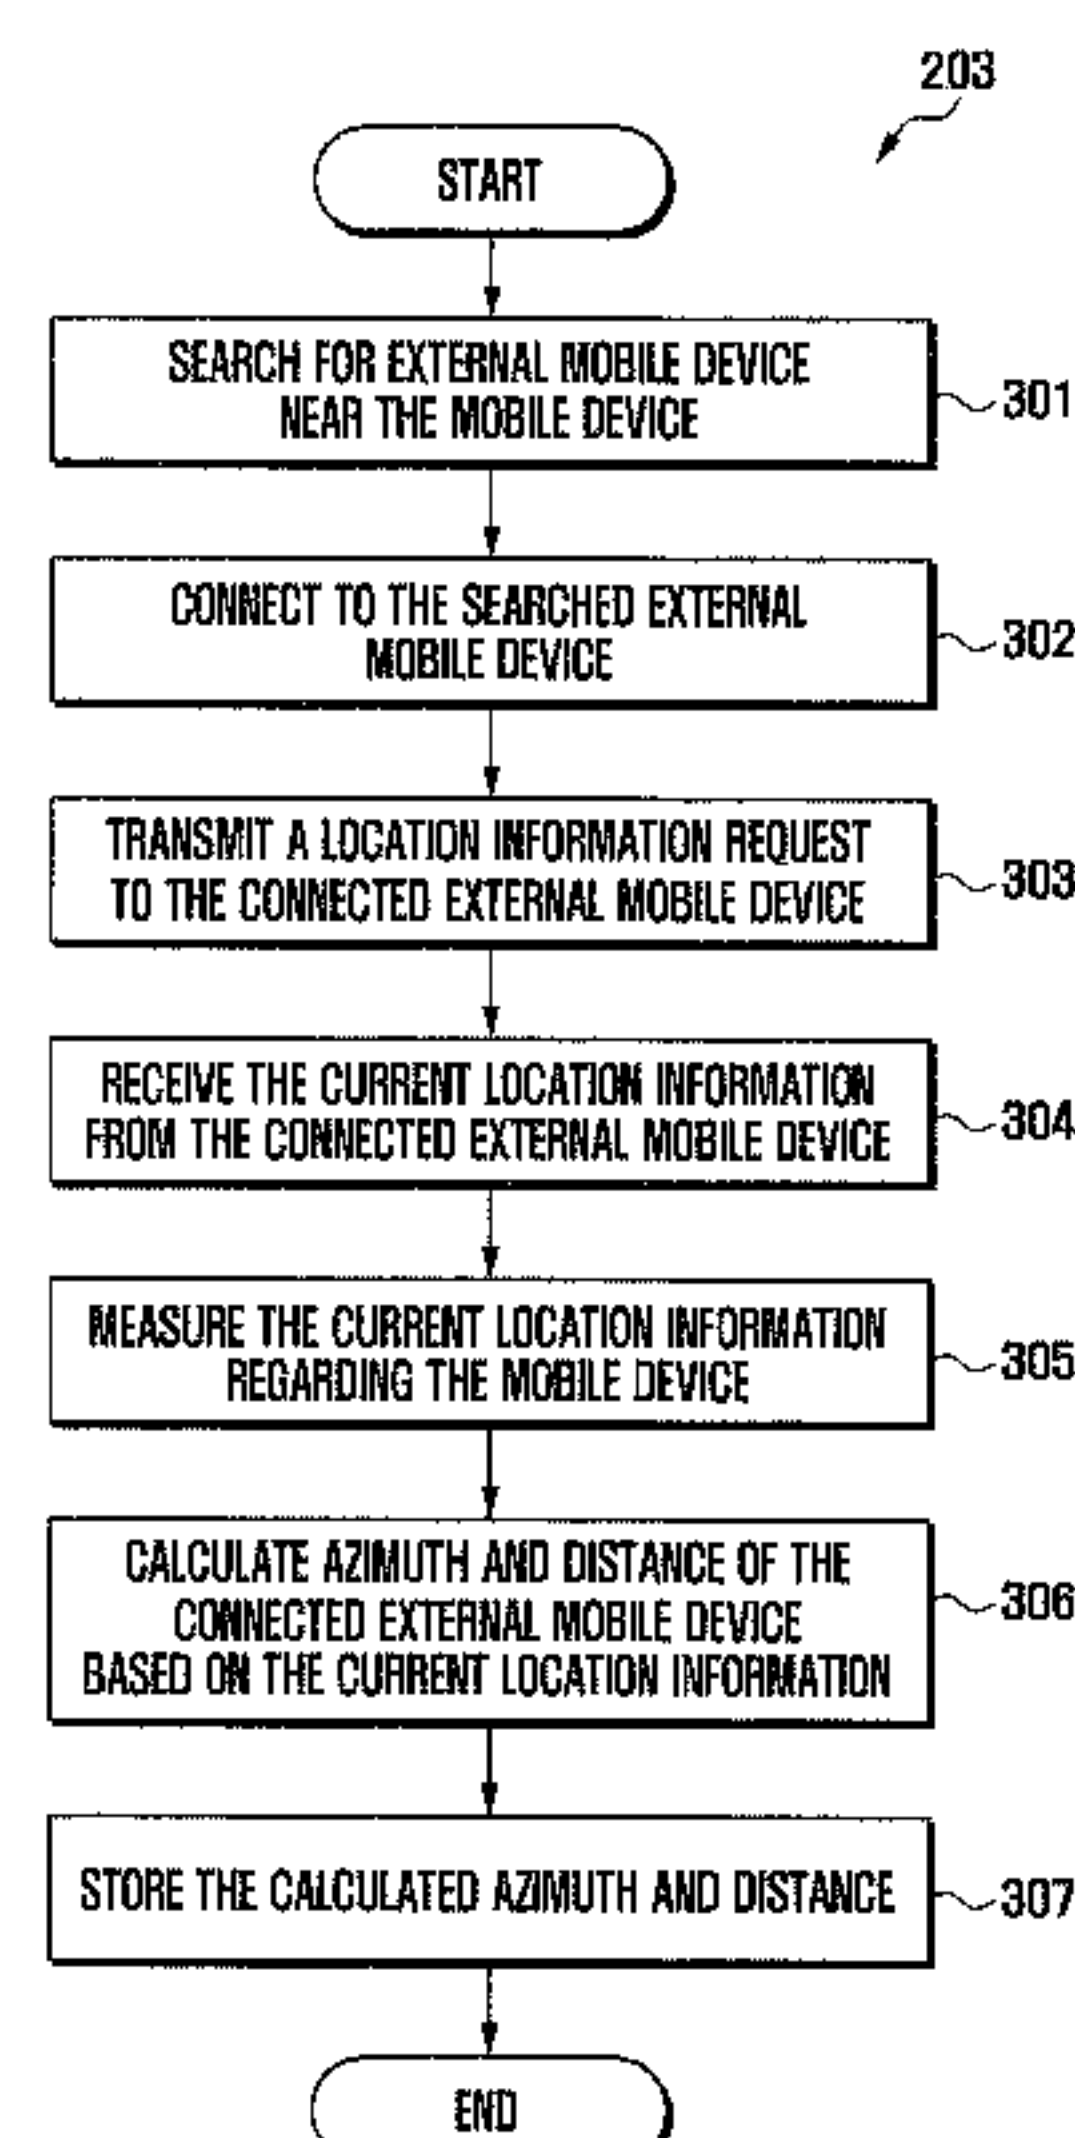 203
START
SEARCH FOR EXTERNAL MOBILE DEVICE
NEAR THE MOBILE DEVICE
301
CONNECT TO THE SEARCHED EXTERNAL
MOBILE DEVICE
302
TRANSMIT A LOCATION INFORMATION REQUEST
TO THE CONNECTED EXTERNAL MOBILE DEVICE
303
RECEIVE THE CURRENT LOCATION INFORMATION
FROM THE CONNECTED EXTERNAL MOBILE DEVICE
304
MEASURE THE CURRENT LOCATION INFORMATION
REGARDING THE MOBILE DEVICE
305
CALCULATE AZIMUTH AND DISTANCE OF THE
CONNECTED EXTERNAL MOBILE DEVICE
BASED ON THE CURRENT LOCATION INFORMATION
306
STORE THE CALCULATED AZIMUTH AND DISTANCE
307
END